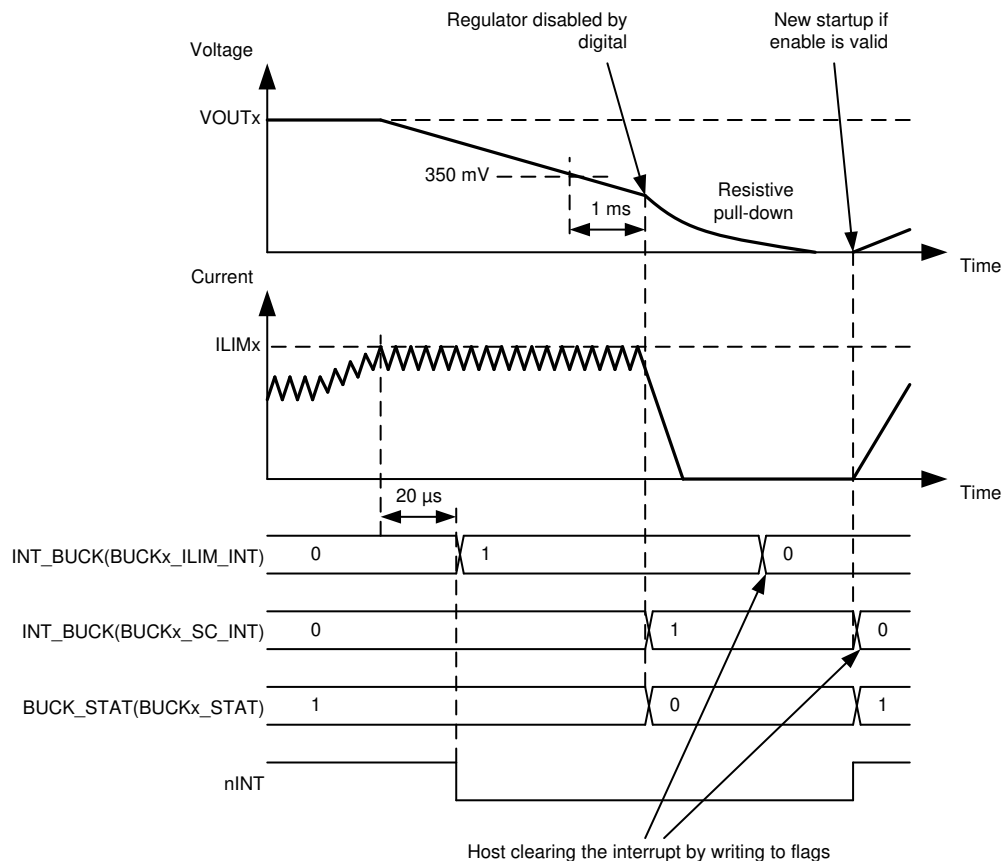 Regulator disabled by
digital
New startup if
enable is valid
Voltage
VOUTx
350 mV
1 ms
Resistive
pull-down
Time
Current
ILIMx
Time
20 µs
INT_BUCK(BUCKx_ILIM_INT)
0
1
0
INT_BUCK(BUCKx_SC_INT)
0
1
0
BUCK_STAT(BUCKx_STAT)
1
0
1
nINT
Host clearing the interrupt by writing to flags